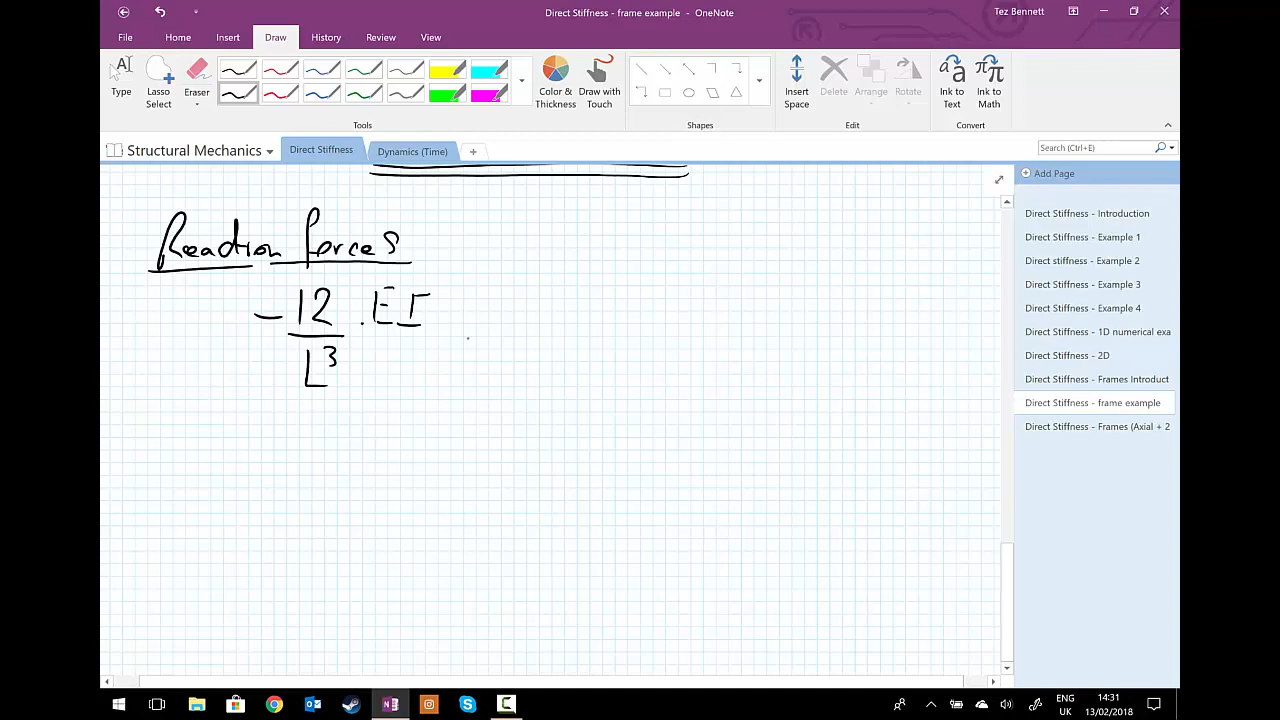 Direct Stiffness - frame example - OneNote
Tez Bennett
File Home Insert Draw History Review View
Type
Lasso Select
Eraser
Color & Thickness
Draw with Touch
Insert Space
Delete
Arrange
Rotate
Ink to Text
Ink to Math
Tools
Shapes
Edit
Convert
Structural Mechanics
Direct Stiffness
Dynamics (Time)
Search (Ctrl+E)
Add Page
Direct Stiffness - Introduction
Direct Stiffness - Example 1
Direct stiffness - Example 2
Direct Stiffness - Example 3
Direct Stiffness - Example 4
Direct Stiffness - 1D numerical exa
Direct Stiffness - 2D
Direct Stiffness - Frames Introduct
Direct Stiffness - frame example
Direct Stiffness - Frames (Axial + 2
Reaction forces
-12 . EI
L³
ENG
UK
14:31
13/02/2018